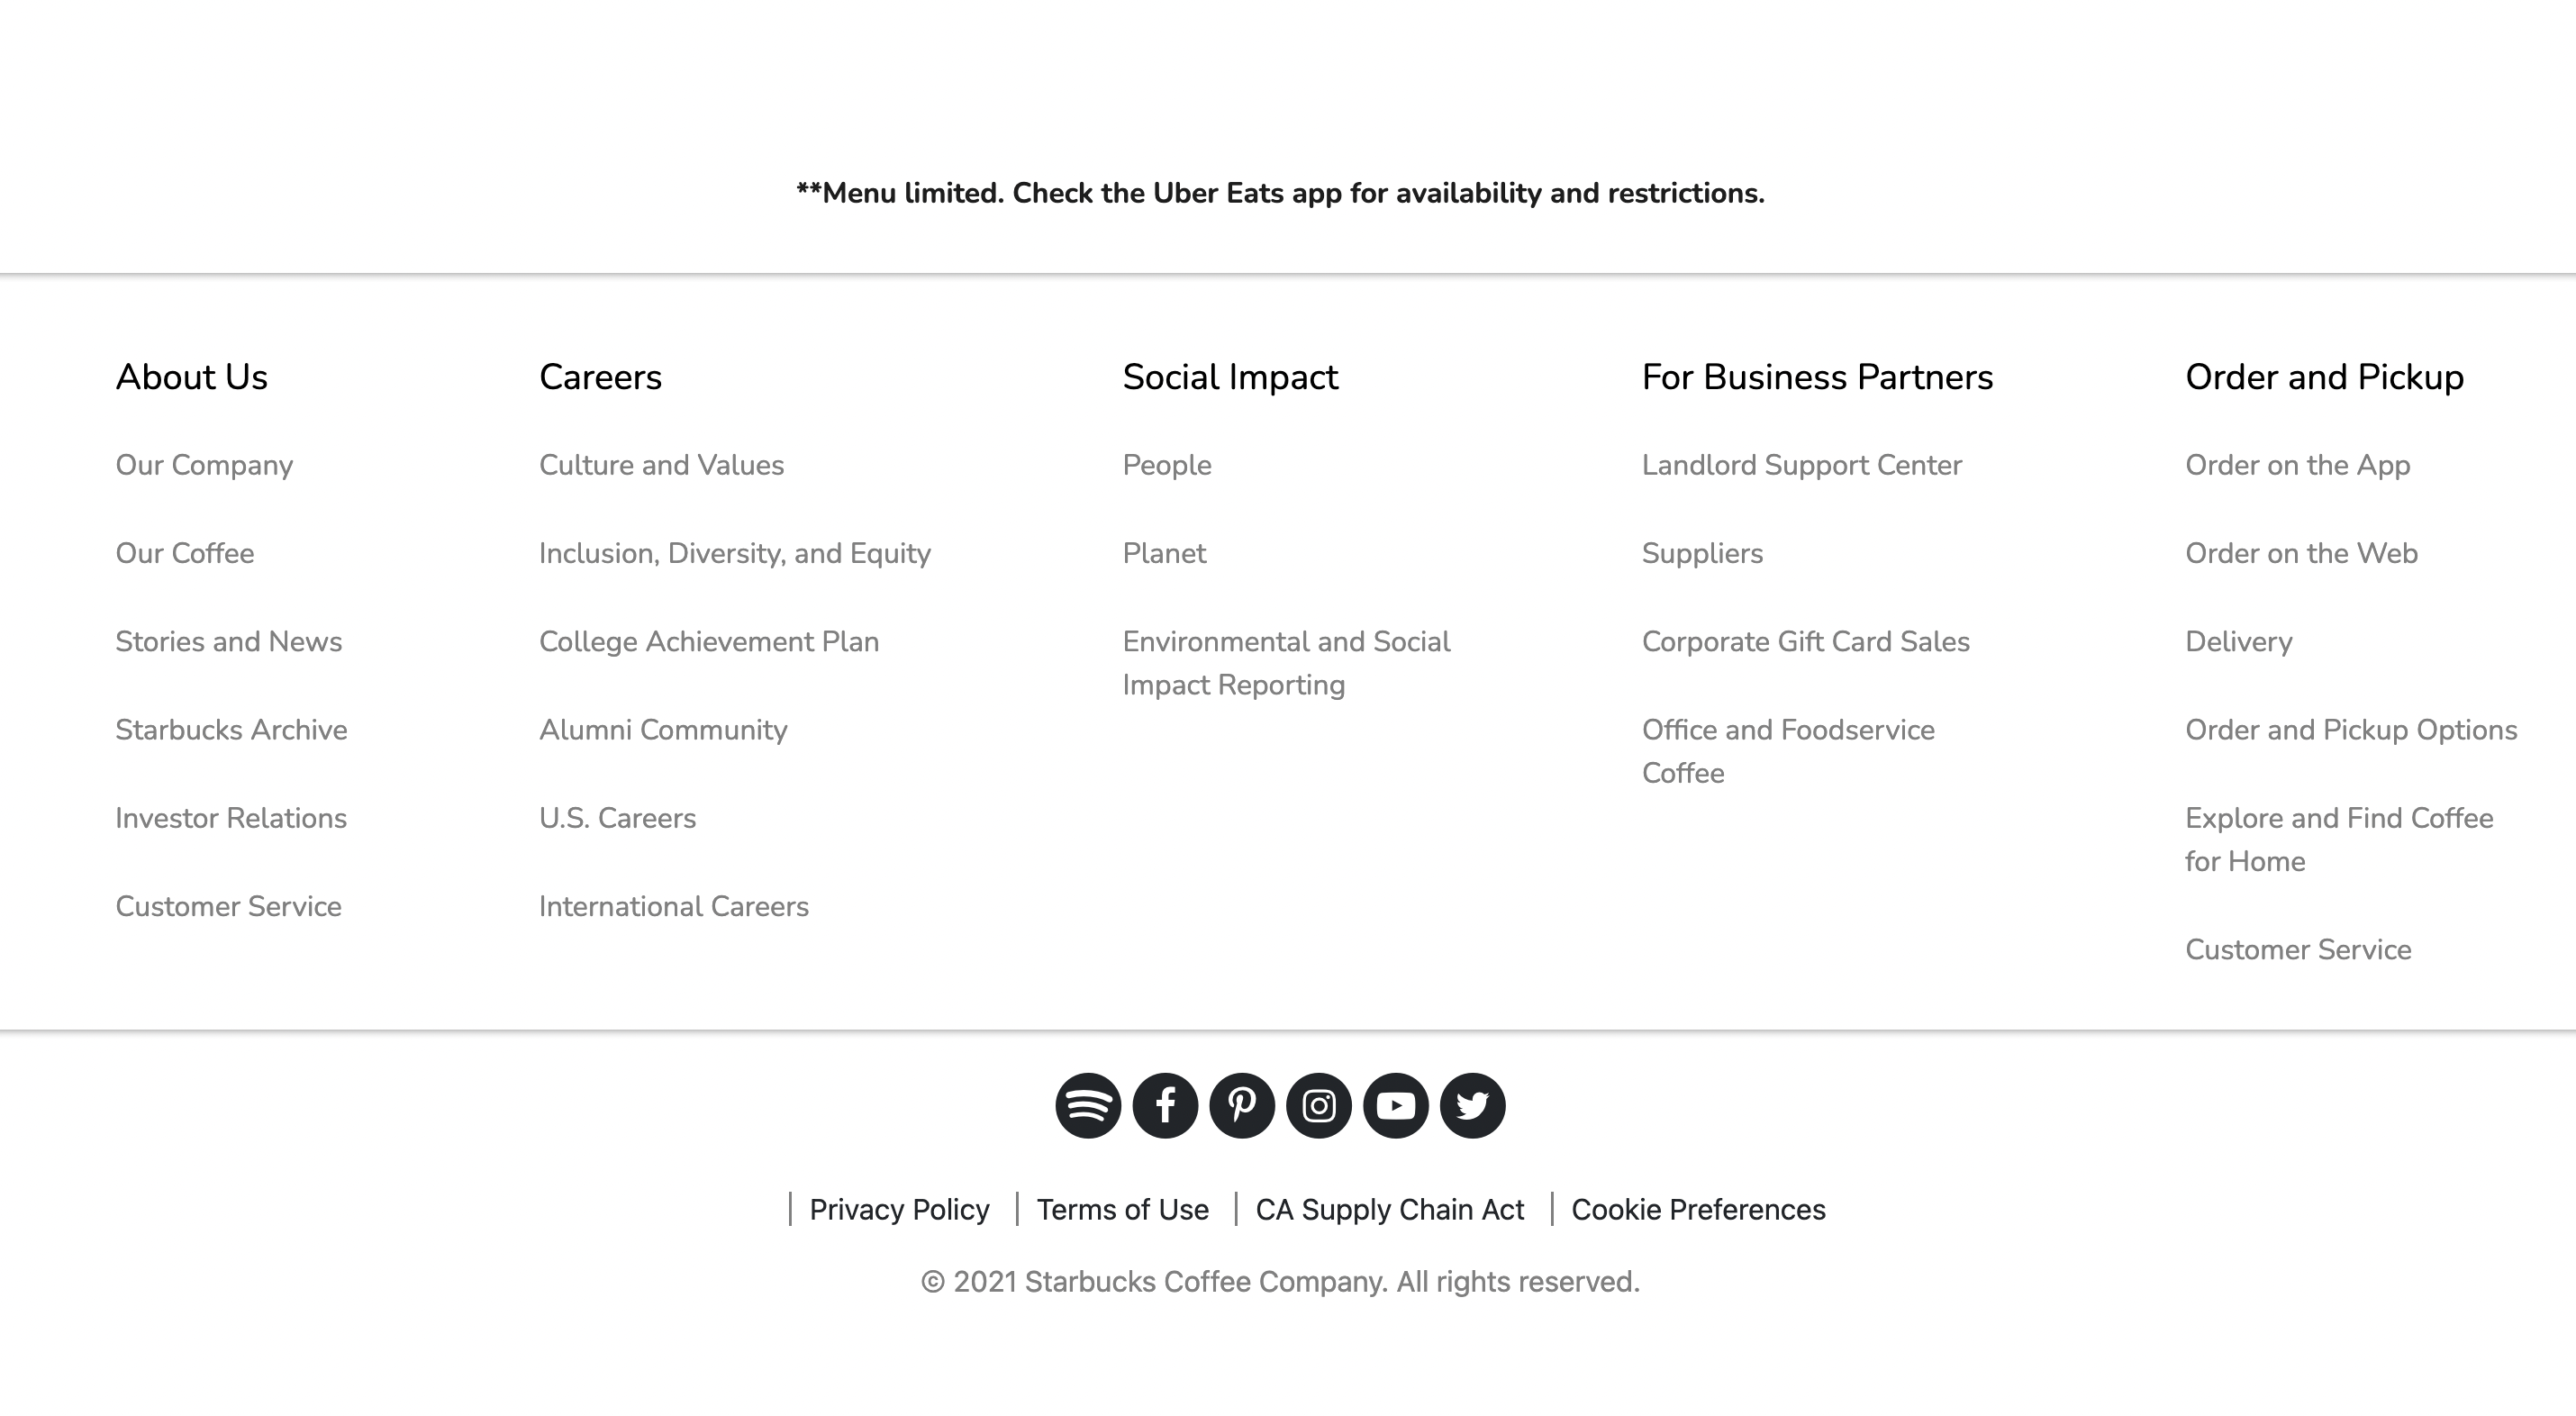 **Menu limited. Check the Uber Eats app for availability and restrictions.
About Us
Our Company
Our Coffee
Stories and News
Starbucks Archive
Investor Relations
Customer Service
Careers
Culture and Values
Inclusion, Diversity, and Equity
College Achievement Plan
Alumni Community
U.S. Careers
International Careers
Social Impact
People
Planet
Environmental and Social
Impact Reporting
For Business Partners
Landlord Support Center
Suppliers
Corporate Gift Card Sales
Office and Foodservice
Coffee
Order and Pickup
Order on the App
Order on the Web
Delivery
Order and Pickup Options
Explore and Find Coffee
for Home
Customer Service
| Privacy Policy | Terms of Use | CA Supply Chain Act | Cookie Preferences
© 2021 Starbucks Coffee Company. All rights reserved.